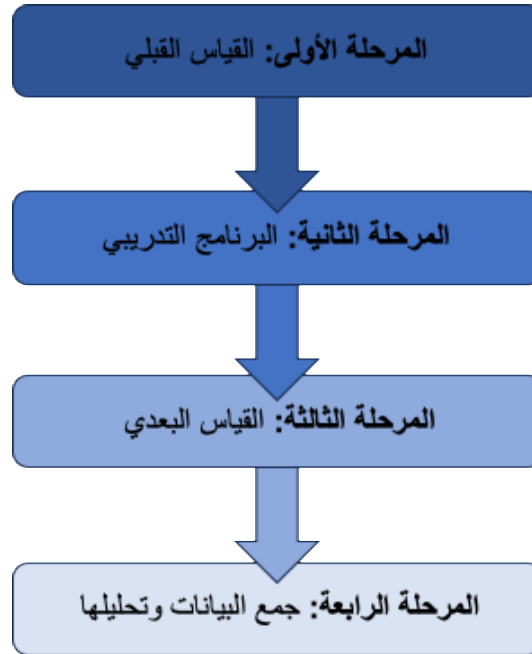 المرحلة الأولى: القياس القبلي
المرحلة الثانية: البرنامج التدريبي
المرحلة الثالثة: القياس البعدي
المرحلة الرابعة: جمع البيانات وتحليلها